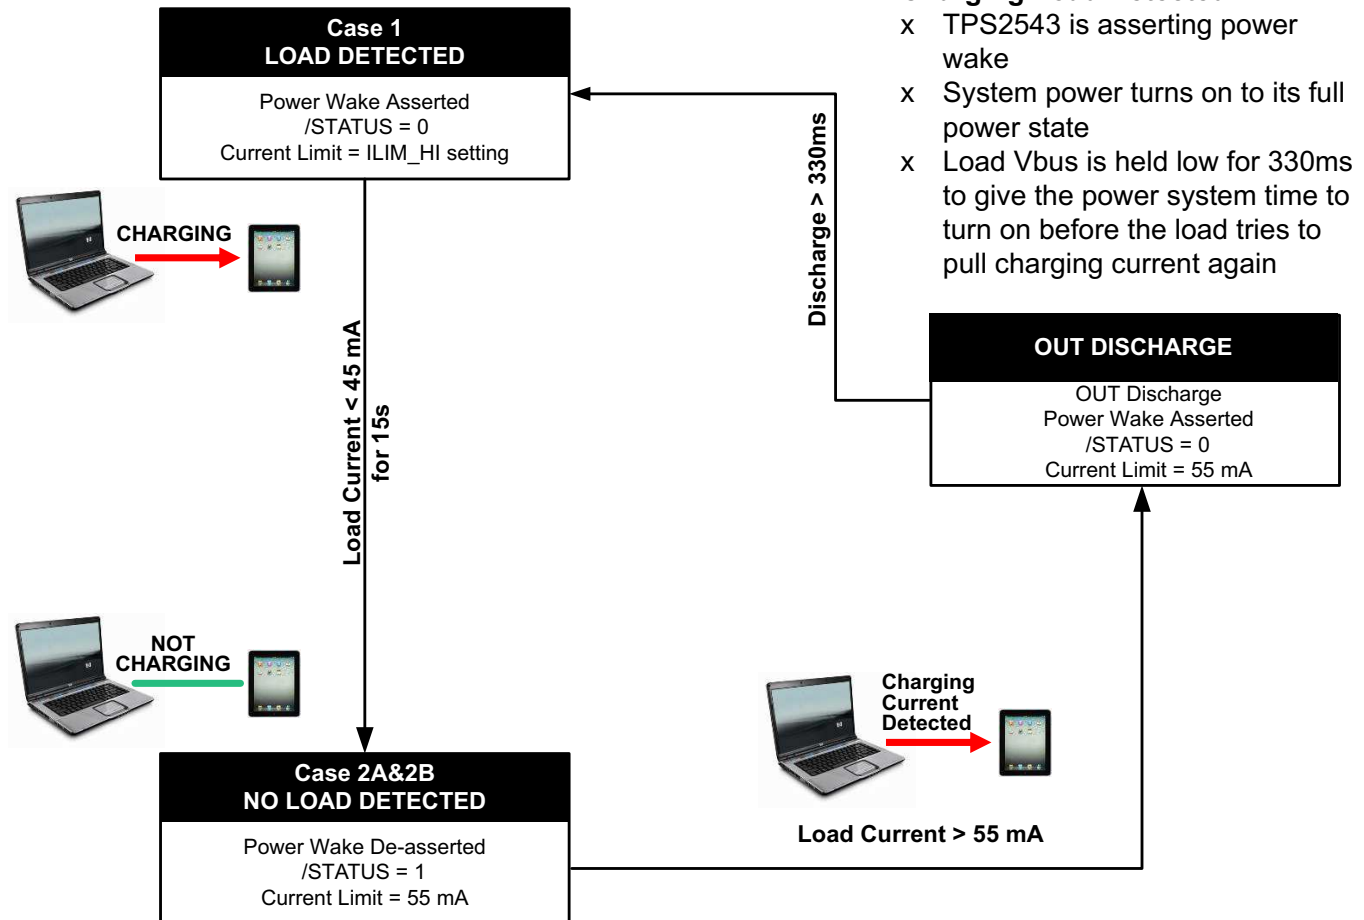 Case 1
LOAD DETECTED
Power Wake Asserted
/STATUS = 0
Current Limit = ILIM_HI setting
x TPS2543 is asserting power
wake
x System power turns on to its full
power state
x Load Vbus is held low for 330ms
to give the power system time to
turn on before the load tries to
pull charging current again
Discharge > 330ms
CHARGING
Load Current < 45 mA
for 15s
OUT DISCHARGE
OUT Discharge
Power Wake Asserted
/STATUS = 0
Current Limit = 55 mA
NOT
CHARGING
Charging
Current
Detected
Load Current > 55 mA
Case 2A&2B
NO LOAD DETECTED
Power Wake De-asserted
/STATUS = 1
Current Limit = 55 mA